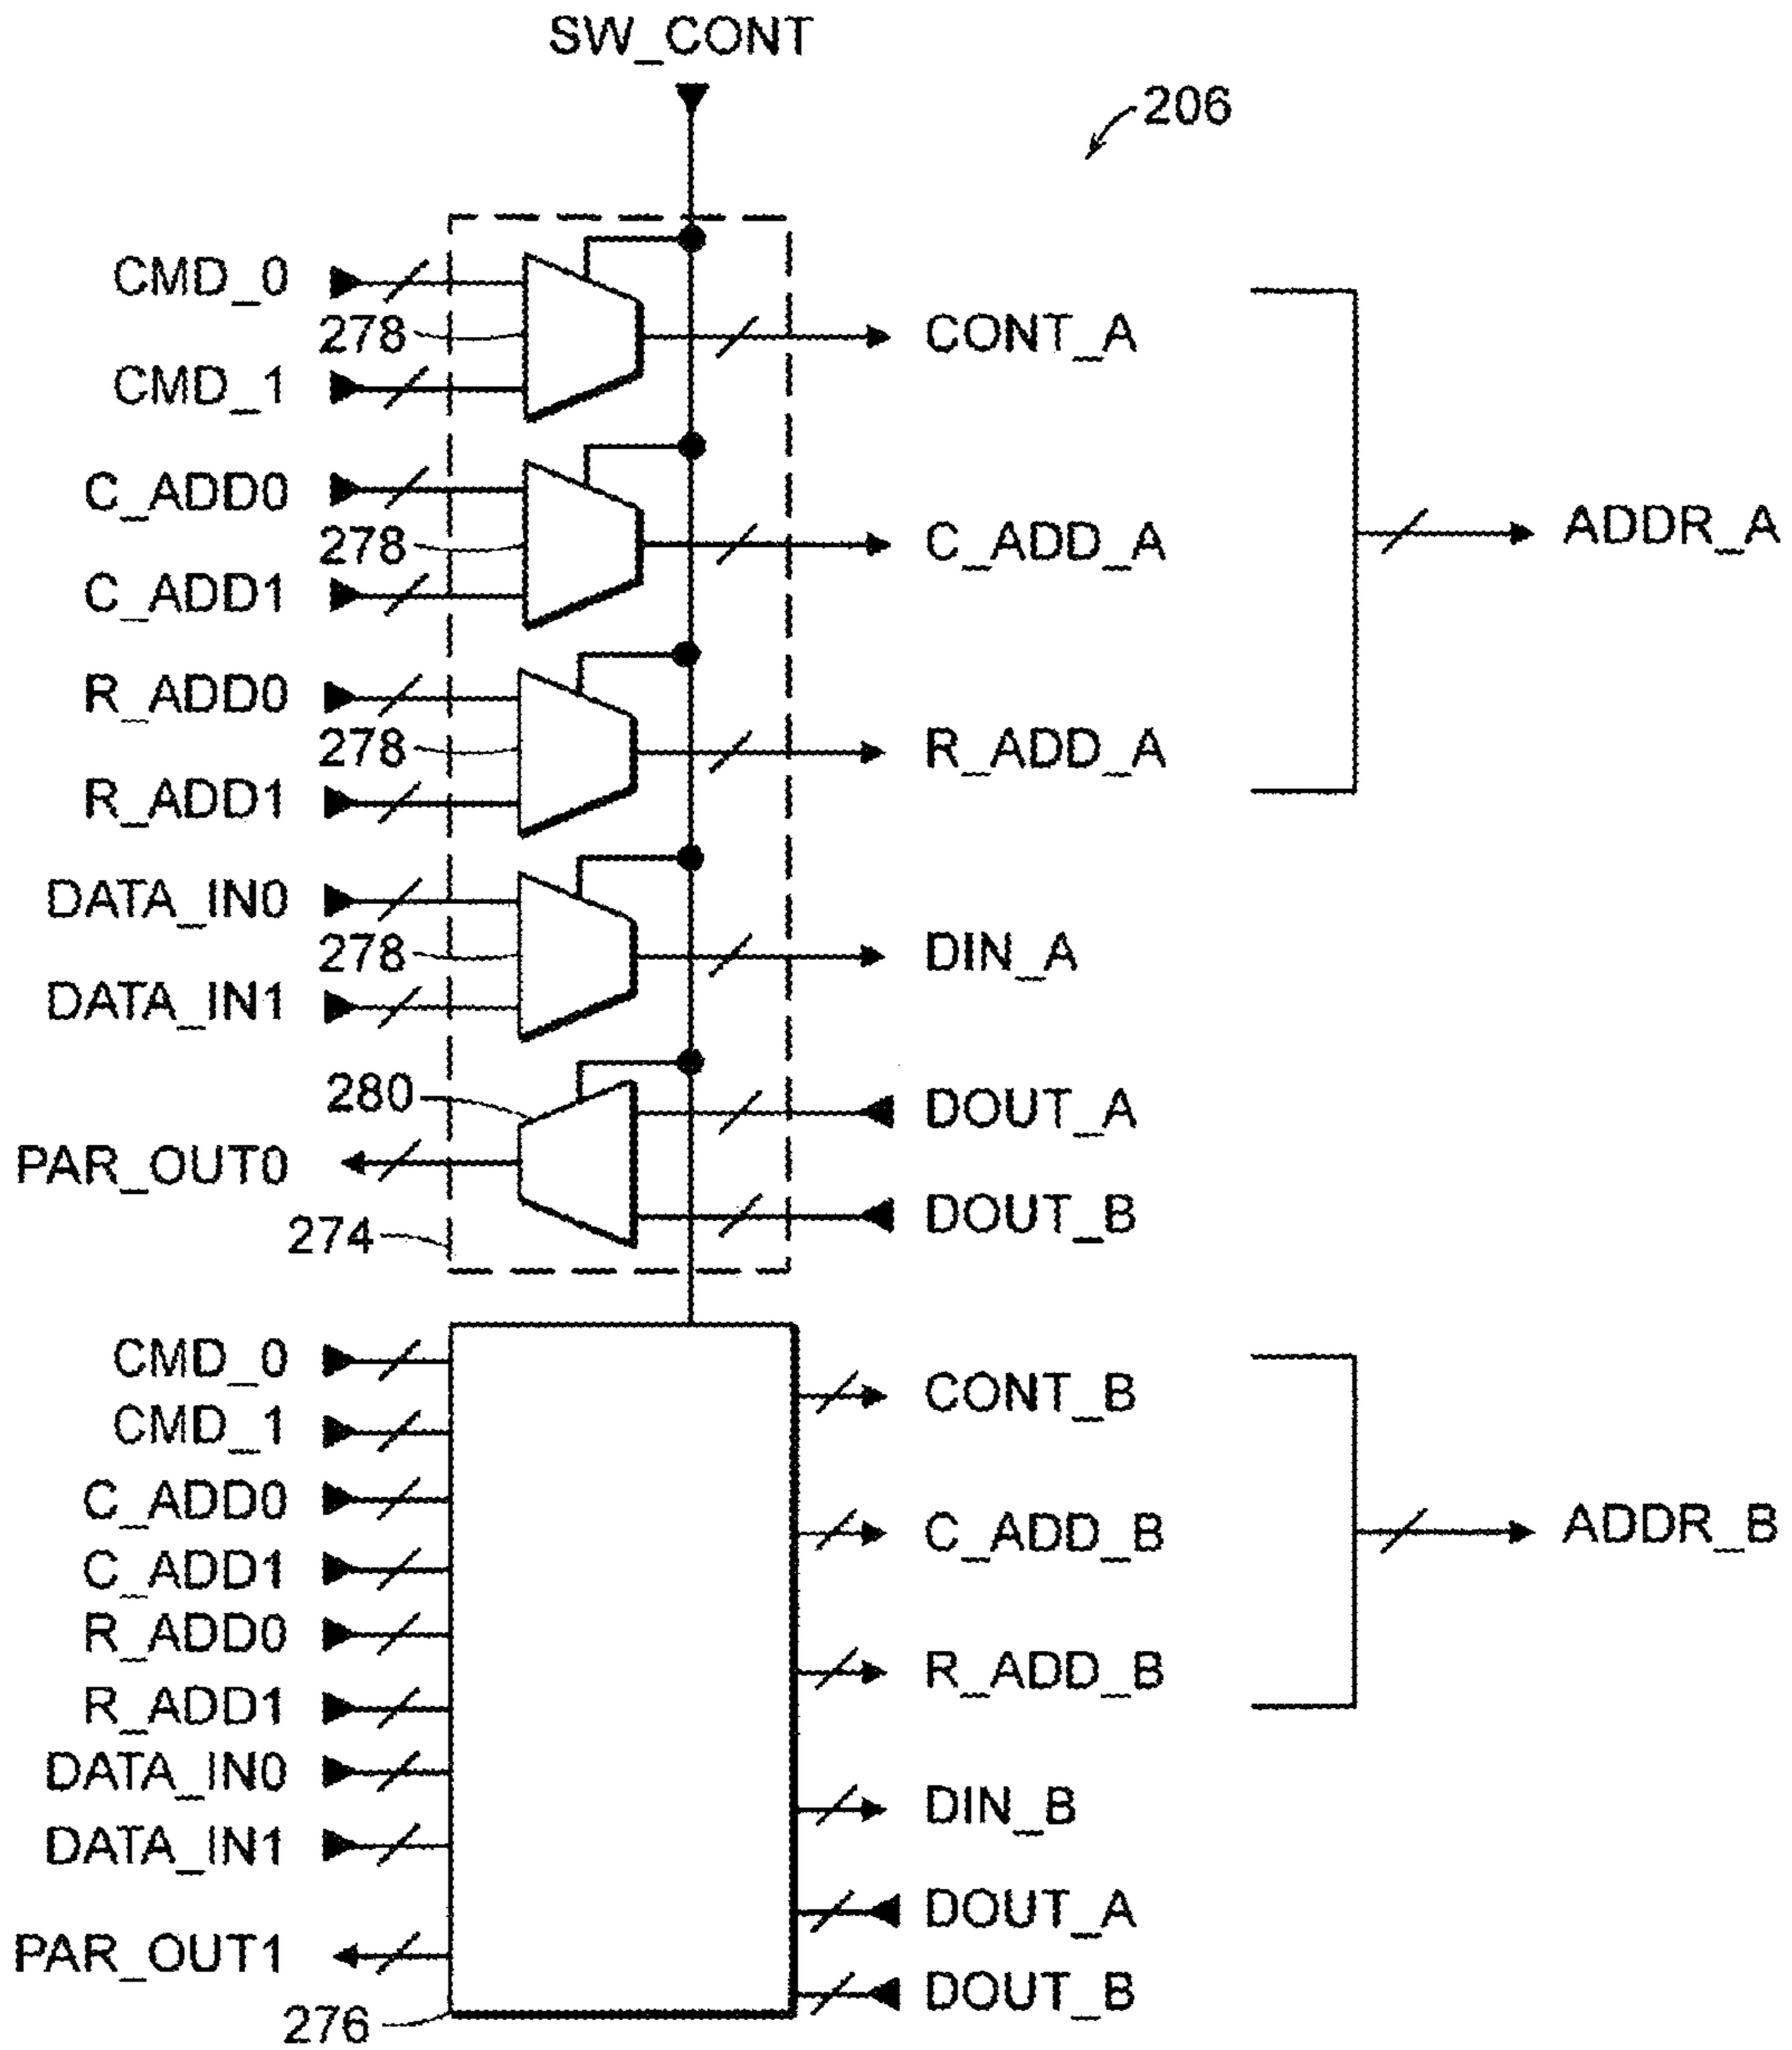 SW_CONT
206
CMD_0
278
CONT_A
CMD_1
C_ADD0
278
C_ADD_A
ADDR_A
C_ADD1
R_ADD0
278
R_ADD_A
R_ADD1
DATA_IN0
278
DIN_A
DATA_IN1
280
DOUT_A
PAR_OUT0
DOUT_B
274
CMD_0
CONT_B
CMD_1
C_ADD0
C_ADD_B
ADDR_B
C_ADD1
R_ADD0
R_ADD_B
R_ADD1
DATA_IN0
DIN_B
DATA_IN1
DOUT_A
PAR_OUT1
DOUT_B
276